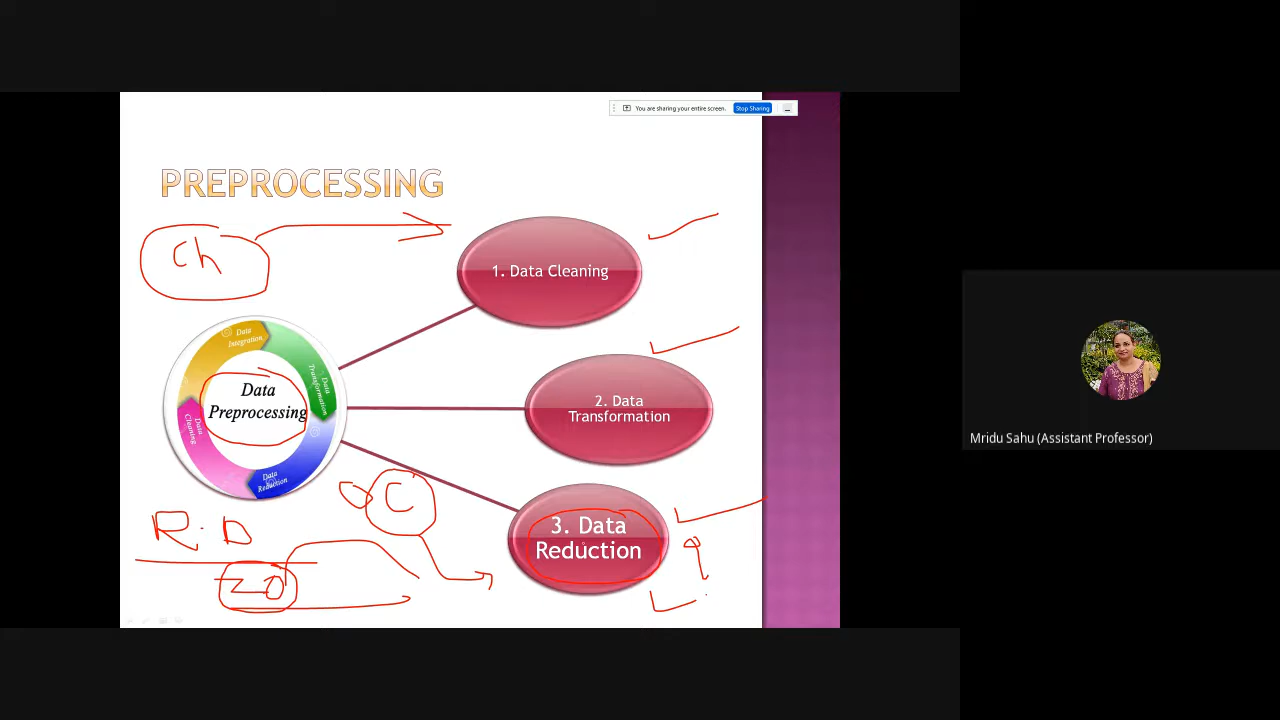 You are sharing your entire screen.
Stop Sharing
PREPROCESSING
Ch
1. Data Cleaning
Data
Integration
Data
Transformation
Data
Preprocessing
Data
Cleaning
Data
Reduction
2. Data
Transformation
C
R.D
3. Data
Reduction
Mridu Sahu (Assistant Professor)